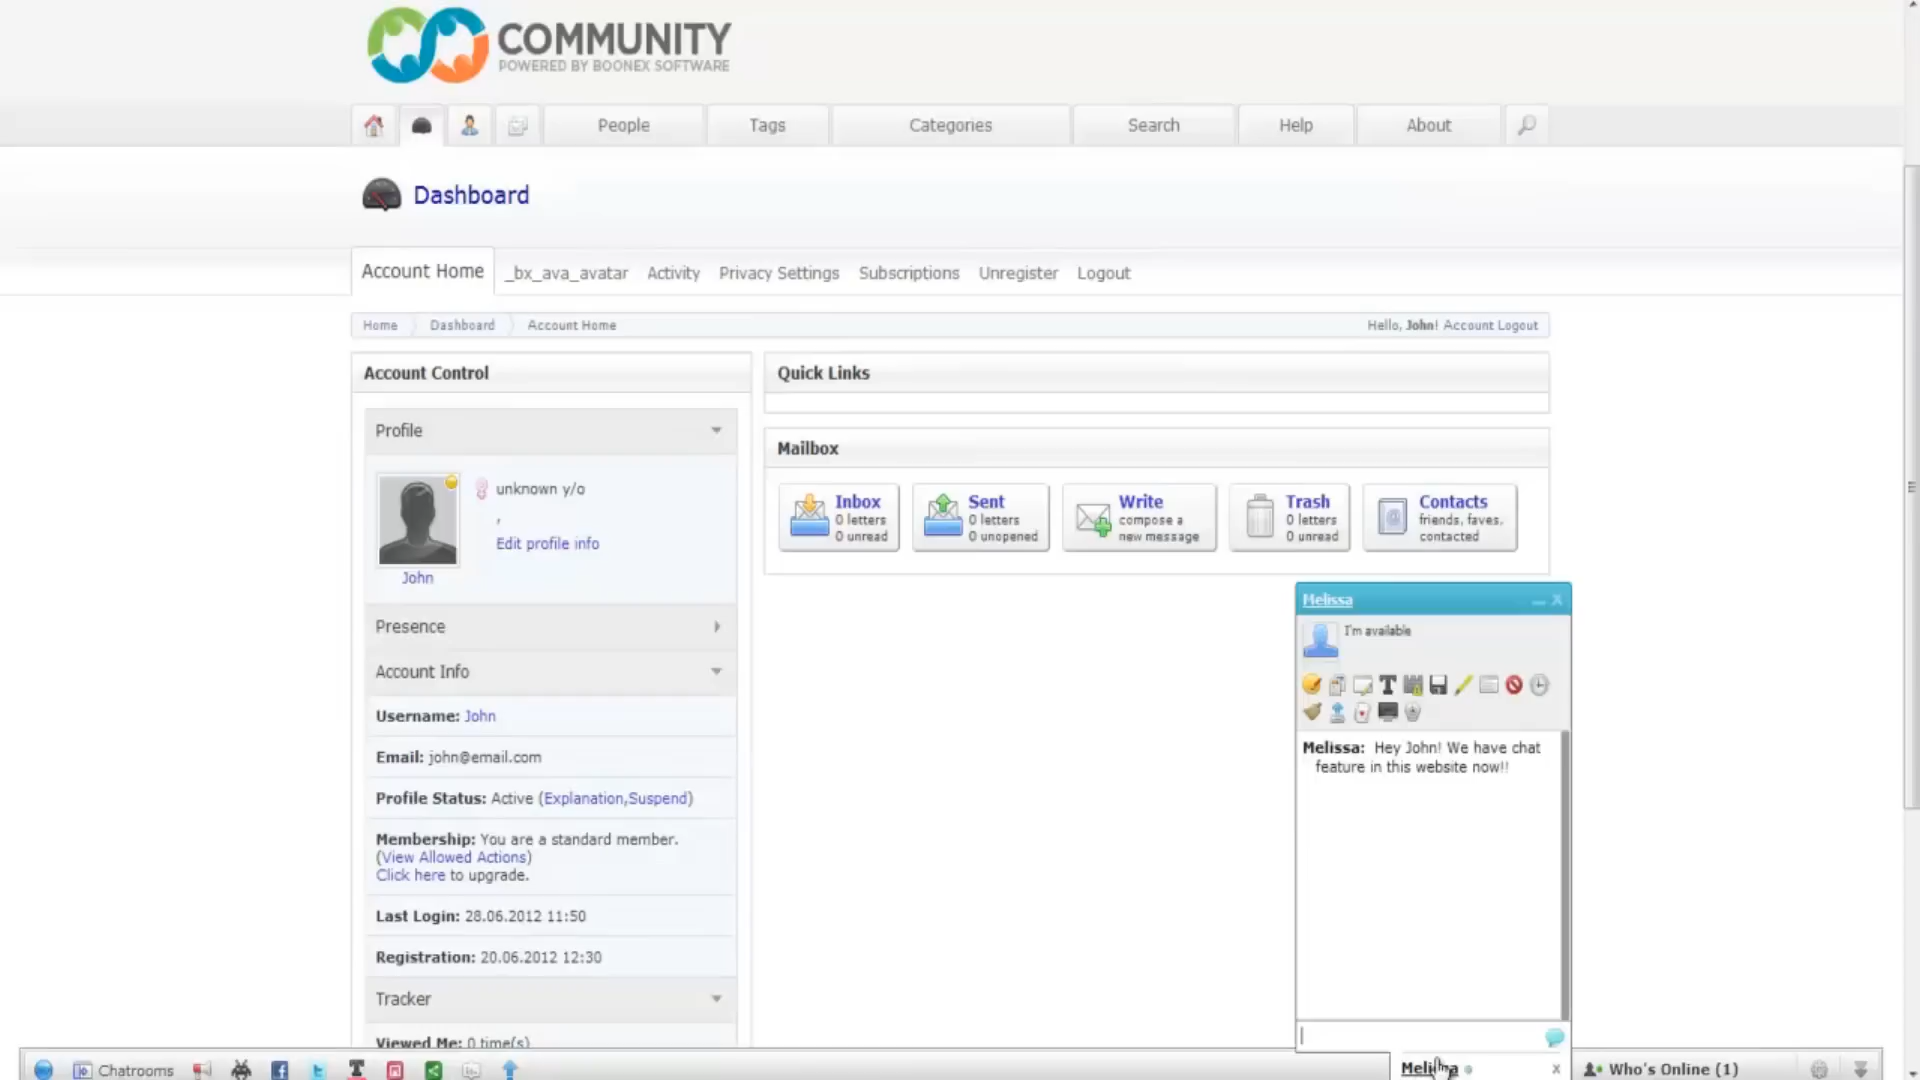 COMMUNITY
POWERED BY BOONEX SOFTWARE
People
Tags
Categories
Search
Help
About
Dashboard
Account Home
_bx_ava_avatar
Activity
Privacy Settings
Subscriptions
Unregister
Logout
Home
Dashboard
Account Home
Hello, John! Account Logout
Account Control
Profile
unknown y/o
,
Edit profile info
John
Presence
Account Info
Username: John
Email: john@email.com
Profile Status: Active (Explanation,Suspend)
Membership: You are a standard member.
(View Allowed Actions)
Click here to upgrade.
Last Login: 28.06.2012 11:50
Registration: 20.06.2012 12:30
Tracker
Viewed Me: 0 time(s)
Quick Links
Mailbox
Inbox
0 letters
0 unread
Sent
0 letters
0 unopened
Write
compose a
new message
Trash
0 letters
0 unread
Contacts
friends, faves,
contacted
Melissa
I'm available
Melissa: Hey John! We have chat
feature in this website now!!
Chatrooms
Melissa
Who's Online (1)